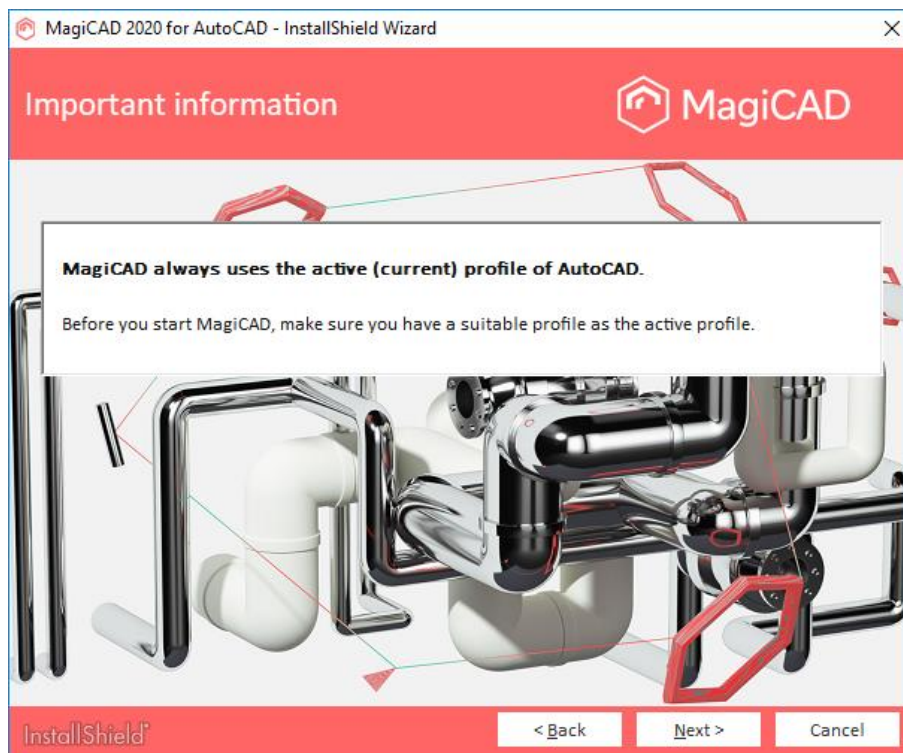 MagiCAD 2020 for AutoCAD - InstallShield Wizard
Important information
MagiCAD
MagiCAD always uses the active (current) profile of AutoCAD.
Before you start MagiCAD, make sure you have a suitable profile as the active profile.
InstallShield
< Back
Next >
Cancel